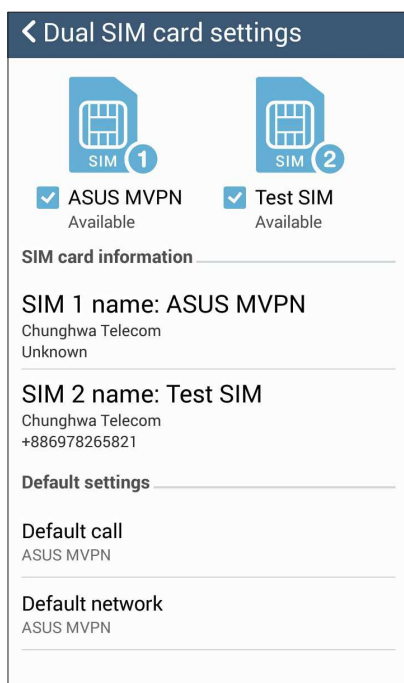 Dual SIM card settings
SIM 1 SIM 2
ASUS MVPN Test SIM
Available Available
SIM card information
SIM 1 name: ASUS MVPN
Chunghwa Telecom
Unknown
SIM 2 name: Test SIM
Chunghwa Telecom
+886978265821
Default settings
Default call
ASUS MVPN
Default network
ASUS MVPN